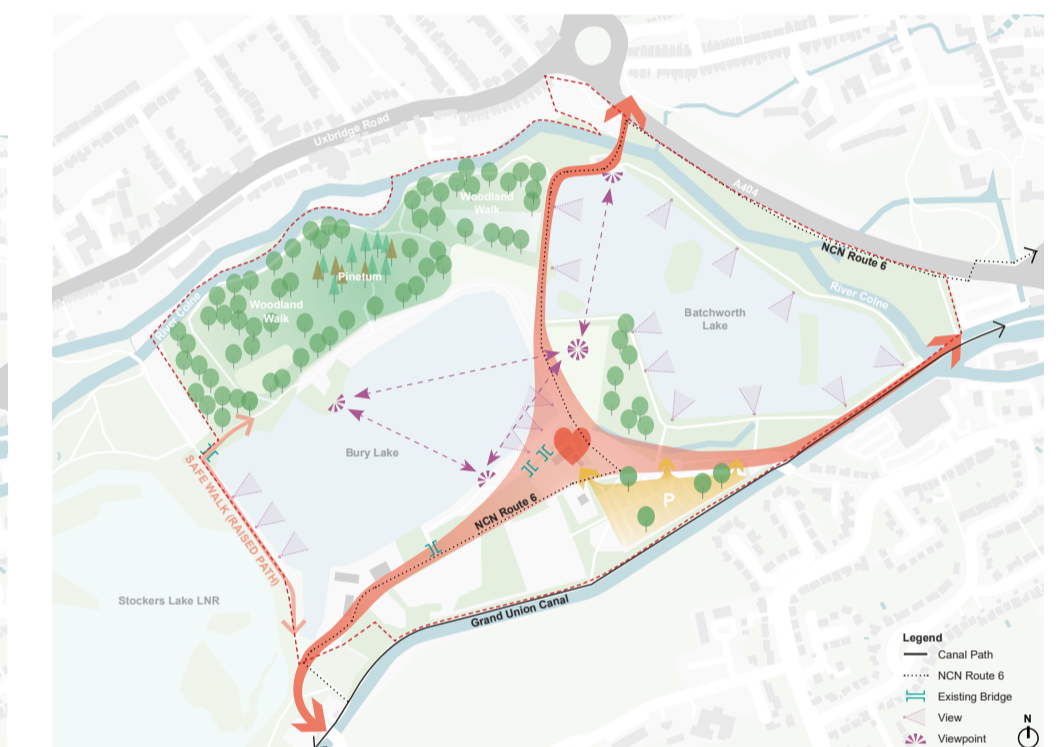 Uxbridge Road
A404
NCN Route 6
River Colne
Woodland
Walk
Pinetum
Woodland
Walk
River Colne
Batchworth
Lake
Bury Lake
SAFE WALK (RAISED PATH)
NCN Route 6
P
Stockers Lake LNR
Grand Union Canal
Legend
Canal Path
NCN Route 6
Existing Bridge
View
Viewpoint
N